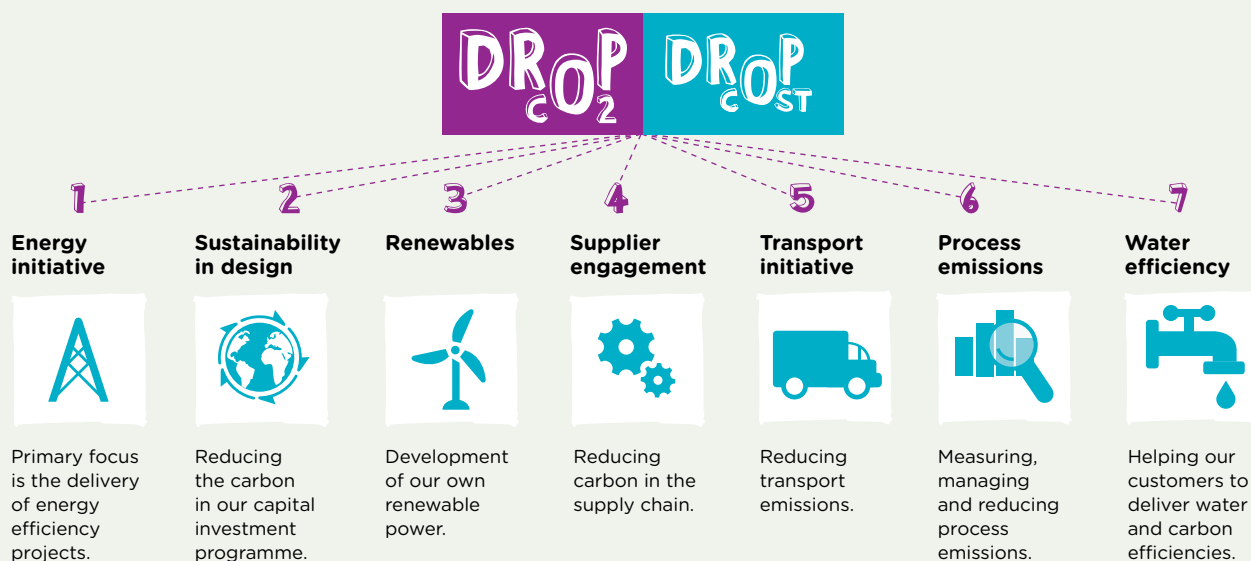 DROP
CO2
DROP
COST
1
2
3
4
5
6
7
Energy
initiative
Sustainability
in design
Renewables
Supplier
engagement
Transport
initiative
Process
emissions
Water
efficiency
Primary focus
is the delivery
of energy
efficiency
projects.
Reducing
the carbon
in our capital
investment
programme.
Development
of our own
renewable
power.
Reducing
carbon in the
supply chain.
Reducing
transport
emissions.
Measuring,
managing
and reducing
process
emissions.
Helping our
customers to
deliver water
and carbon
efficiencies.